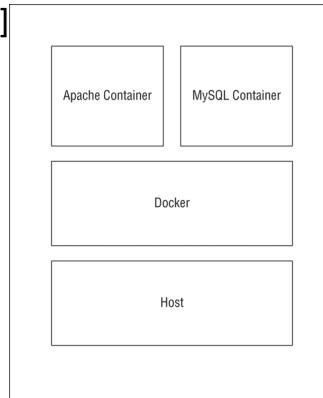 ]
Apache Container
MySQL Container
Docker
Host